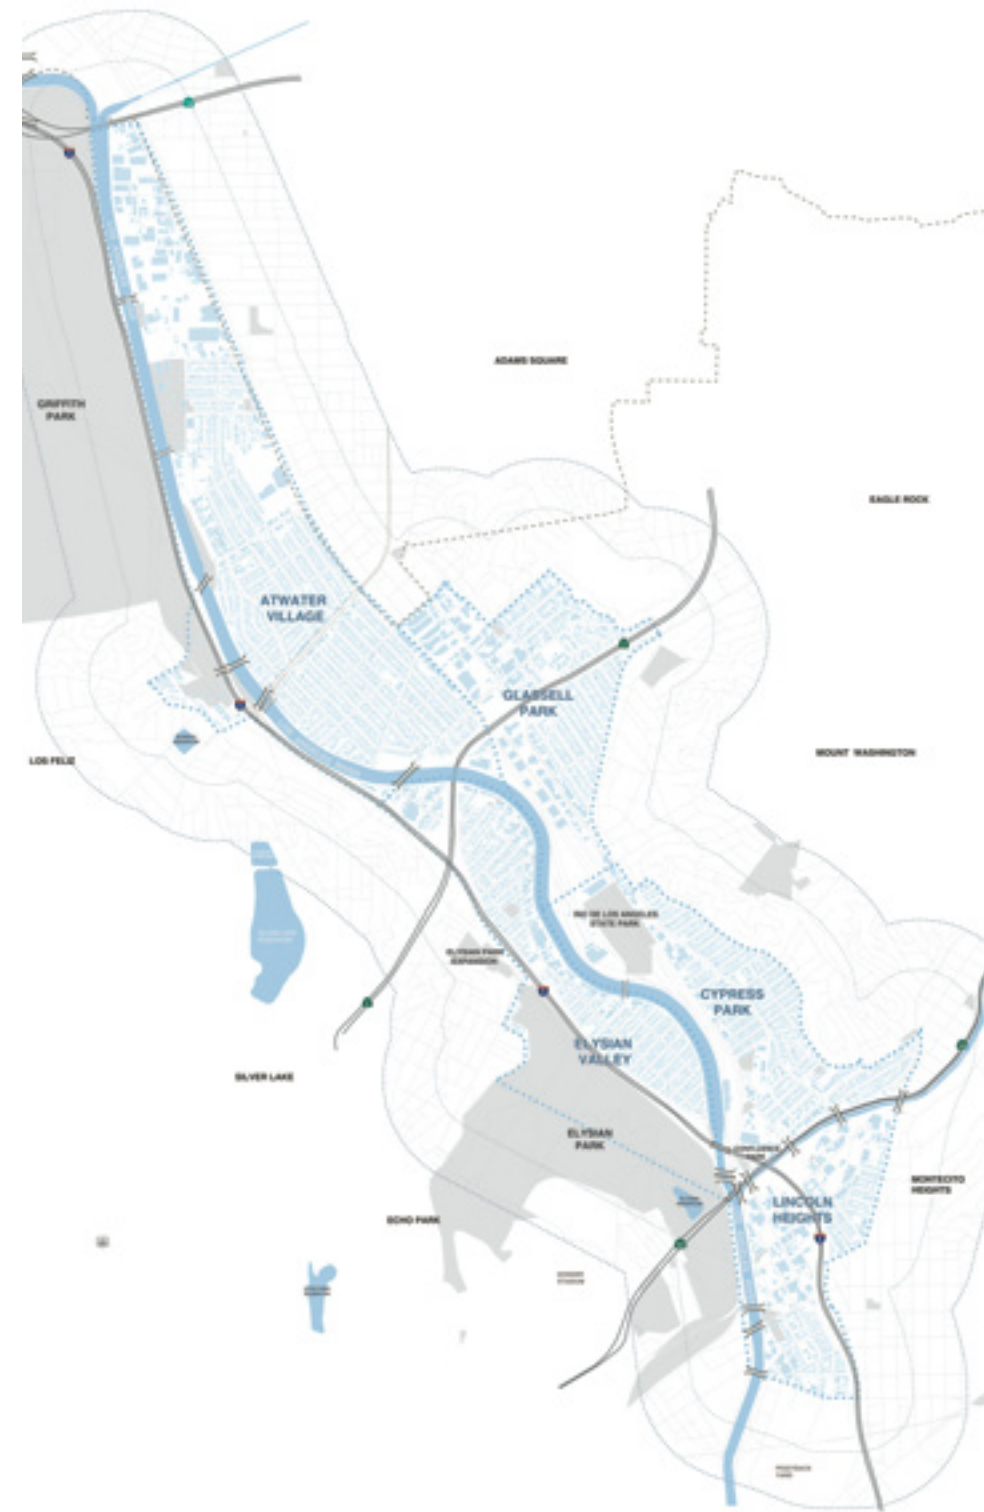 ADAMS SQUARE
GRIFFITH
PARK
EAGLE ROCK
ATWATER
VILLAGE
GLASSELL
PARK
LOS FELIZ
MOUNT WASHINGTON
RIO DE LOS ANGELES
STATE PARK
ELYSIAN PARK
EXPANSION
CYPRESS
PARK
ELYSIAN
VALLEY
SILVER LAKE
ELYSIAN
PARK
MONTECITO
HEIGHTS
LINCOLN
HEIGHTS
ECHO PARK